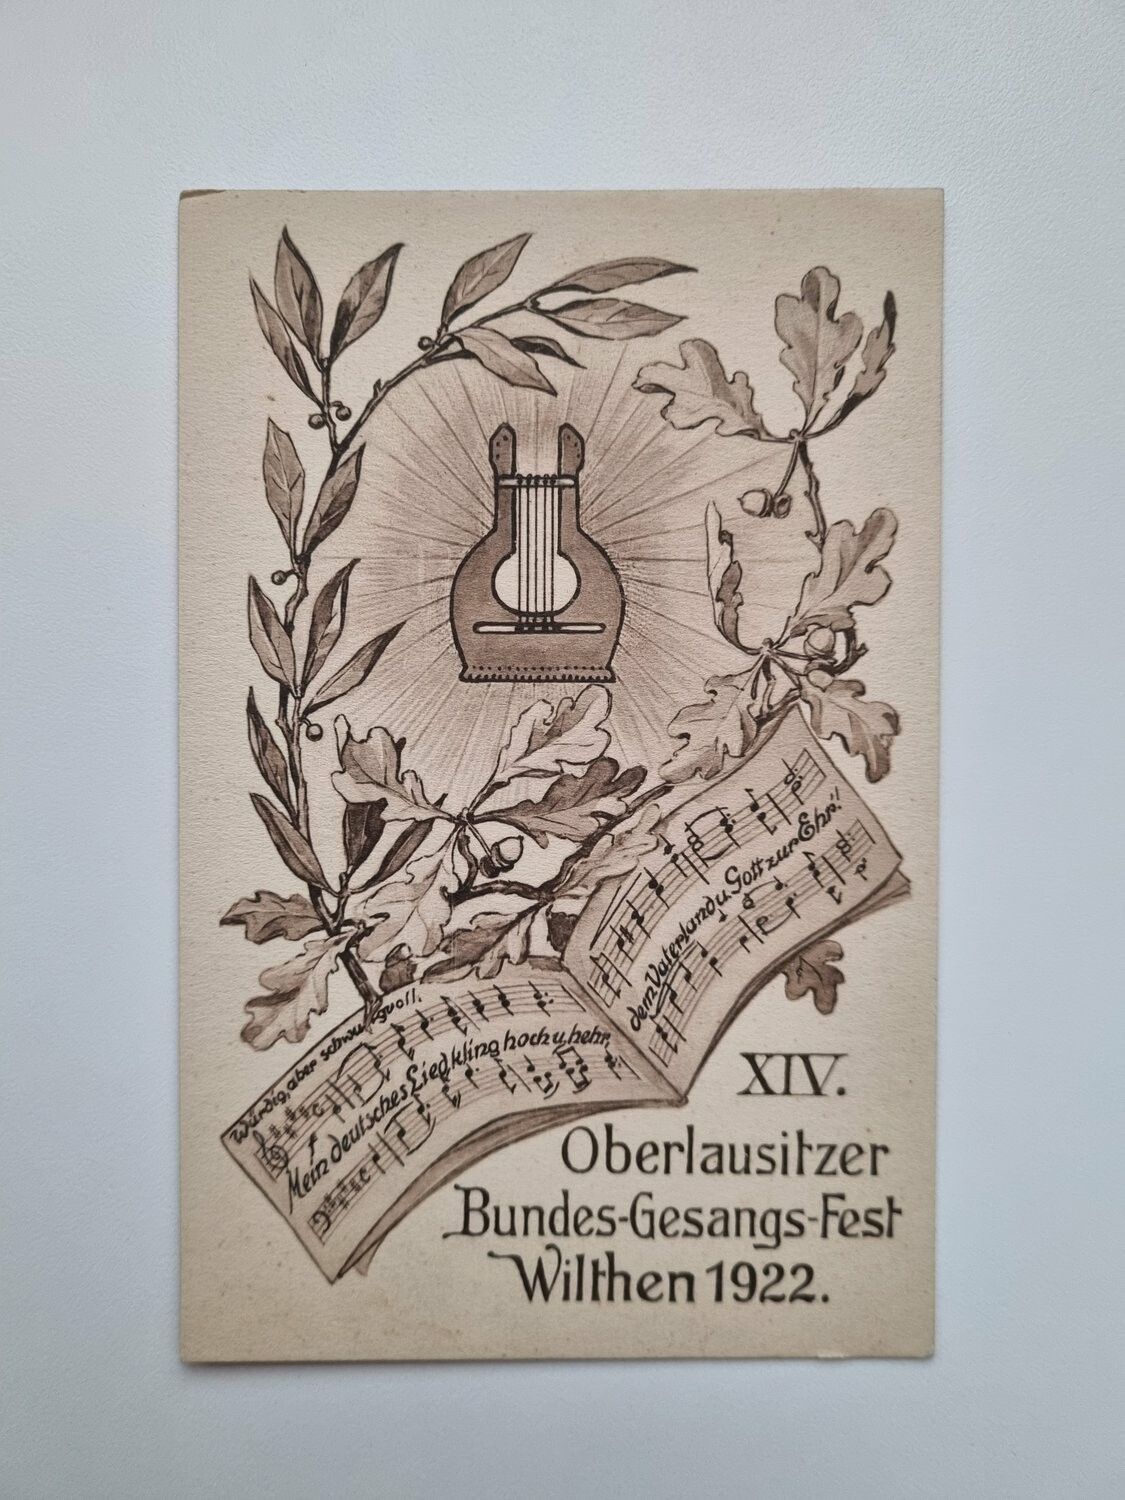 Würdig, aber schwungvoll.
Mein deutsches Lied kling hoch u. hehr,
dem Vaterland u. Gott zur Ehr!!
XIV.
Oberlausitzer
Bundes-Gesangs-Fest
Wilthen 1922.